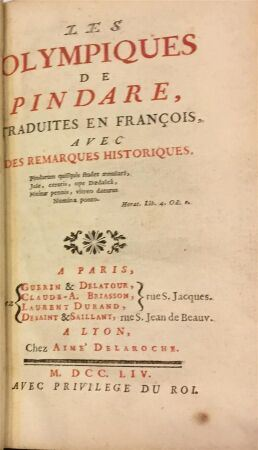 LES
OLYMPIQUES
DE
PINDARE,
TRADUITES EN FRANÇOIS,
AVEC
DES REMARQUES HISTORIQUES.
Pindarum quisquis studet æmulari,
Jule, ceratis, ope Dædaleâ,
Nititur pennis, vitreo daturus
Nomina ponto.
Horat. Lib. 4. Od. 2.
A PARIS,
GUERIN & DELATOUR,
CLAUDE-A. BRIASSON,
LAURENT DURAND,
rue S. Jacques.
DESAINT & SAILLANT, rue S. Jean de Beauv.
A LYON,
Chez AIMÉ DELAROCHE.
M. DCC. LIV.
AVEC PRIVILEGE DU ROI.